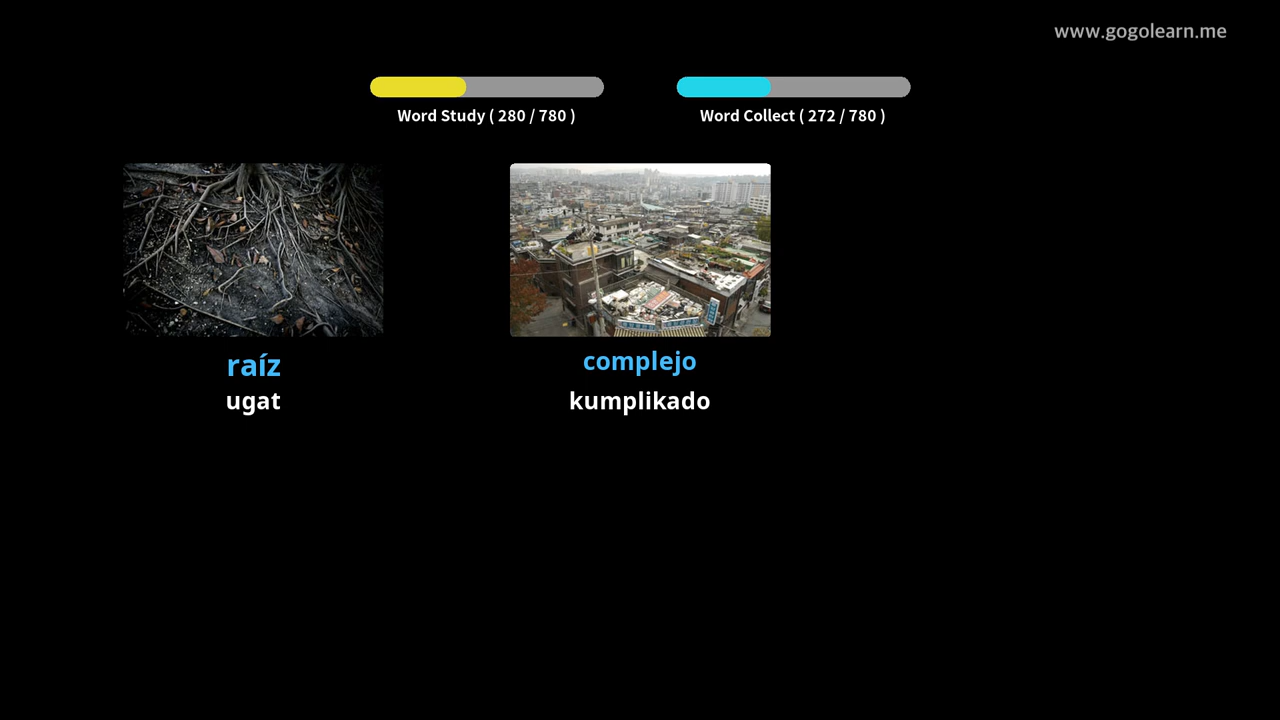 www.gogolearn.me
Word Study ( 280 / 780 )
Word Collect ( 272 / 780 )
raíz
ugat
complejo
kumplikado